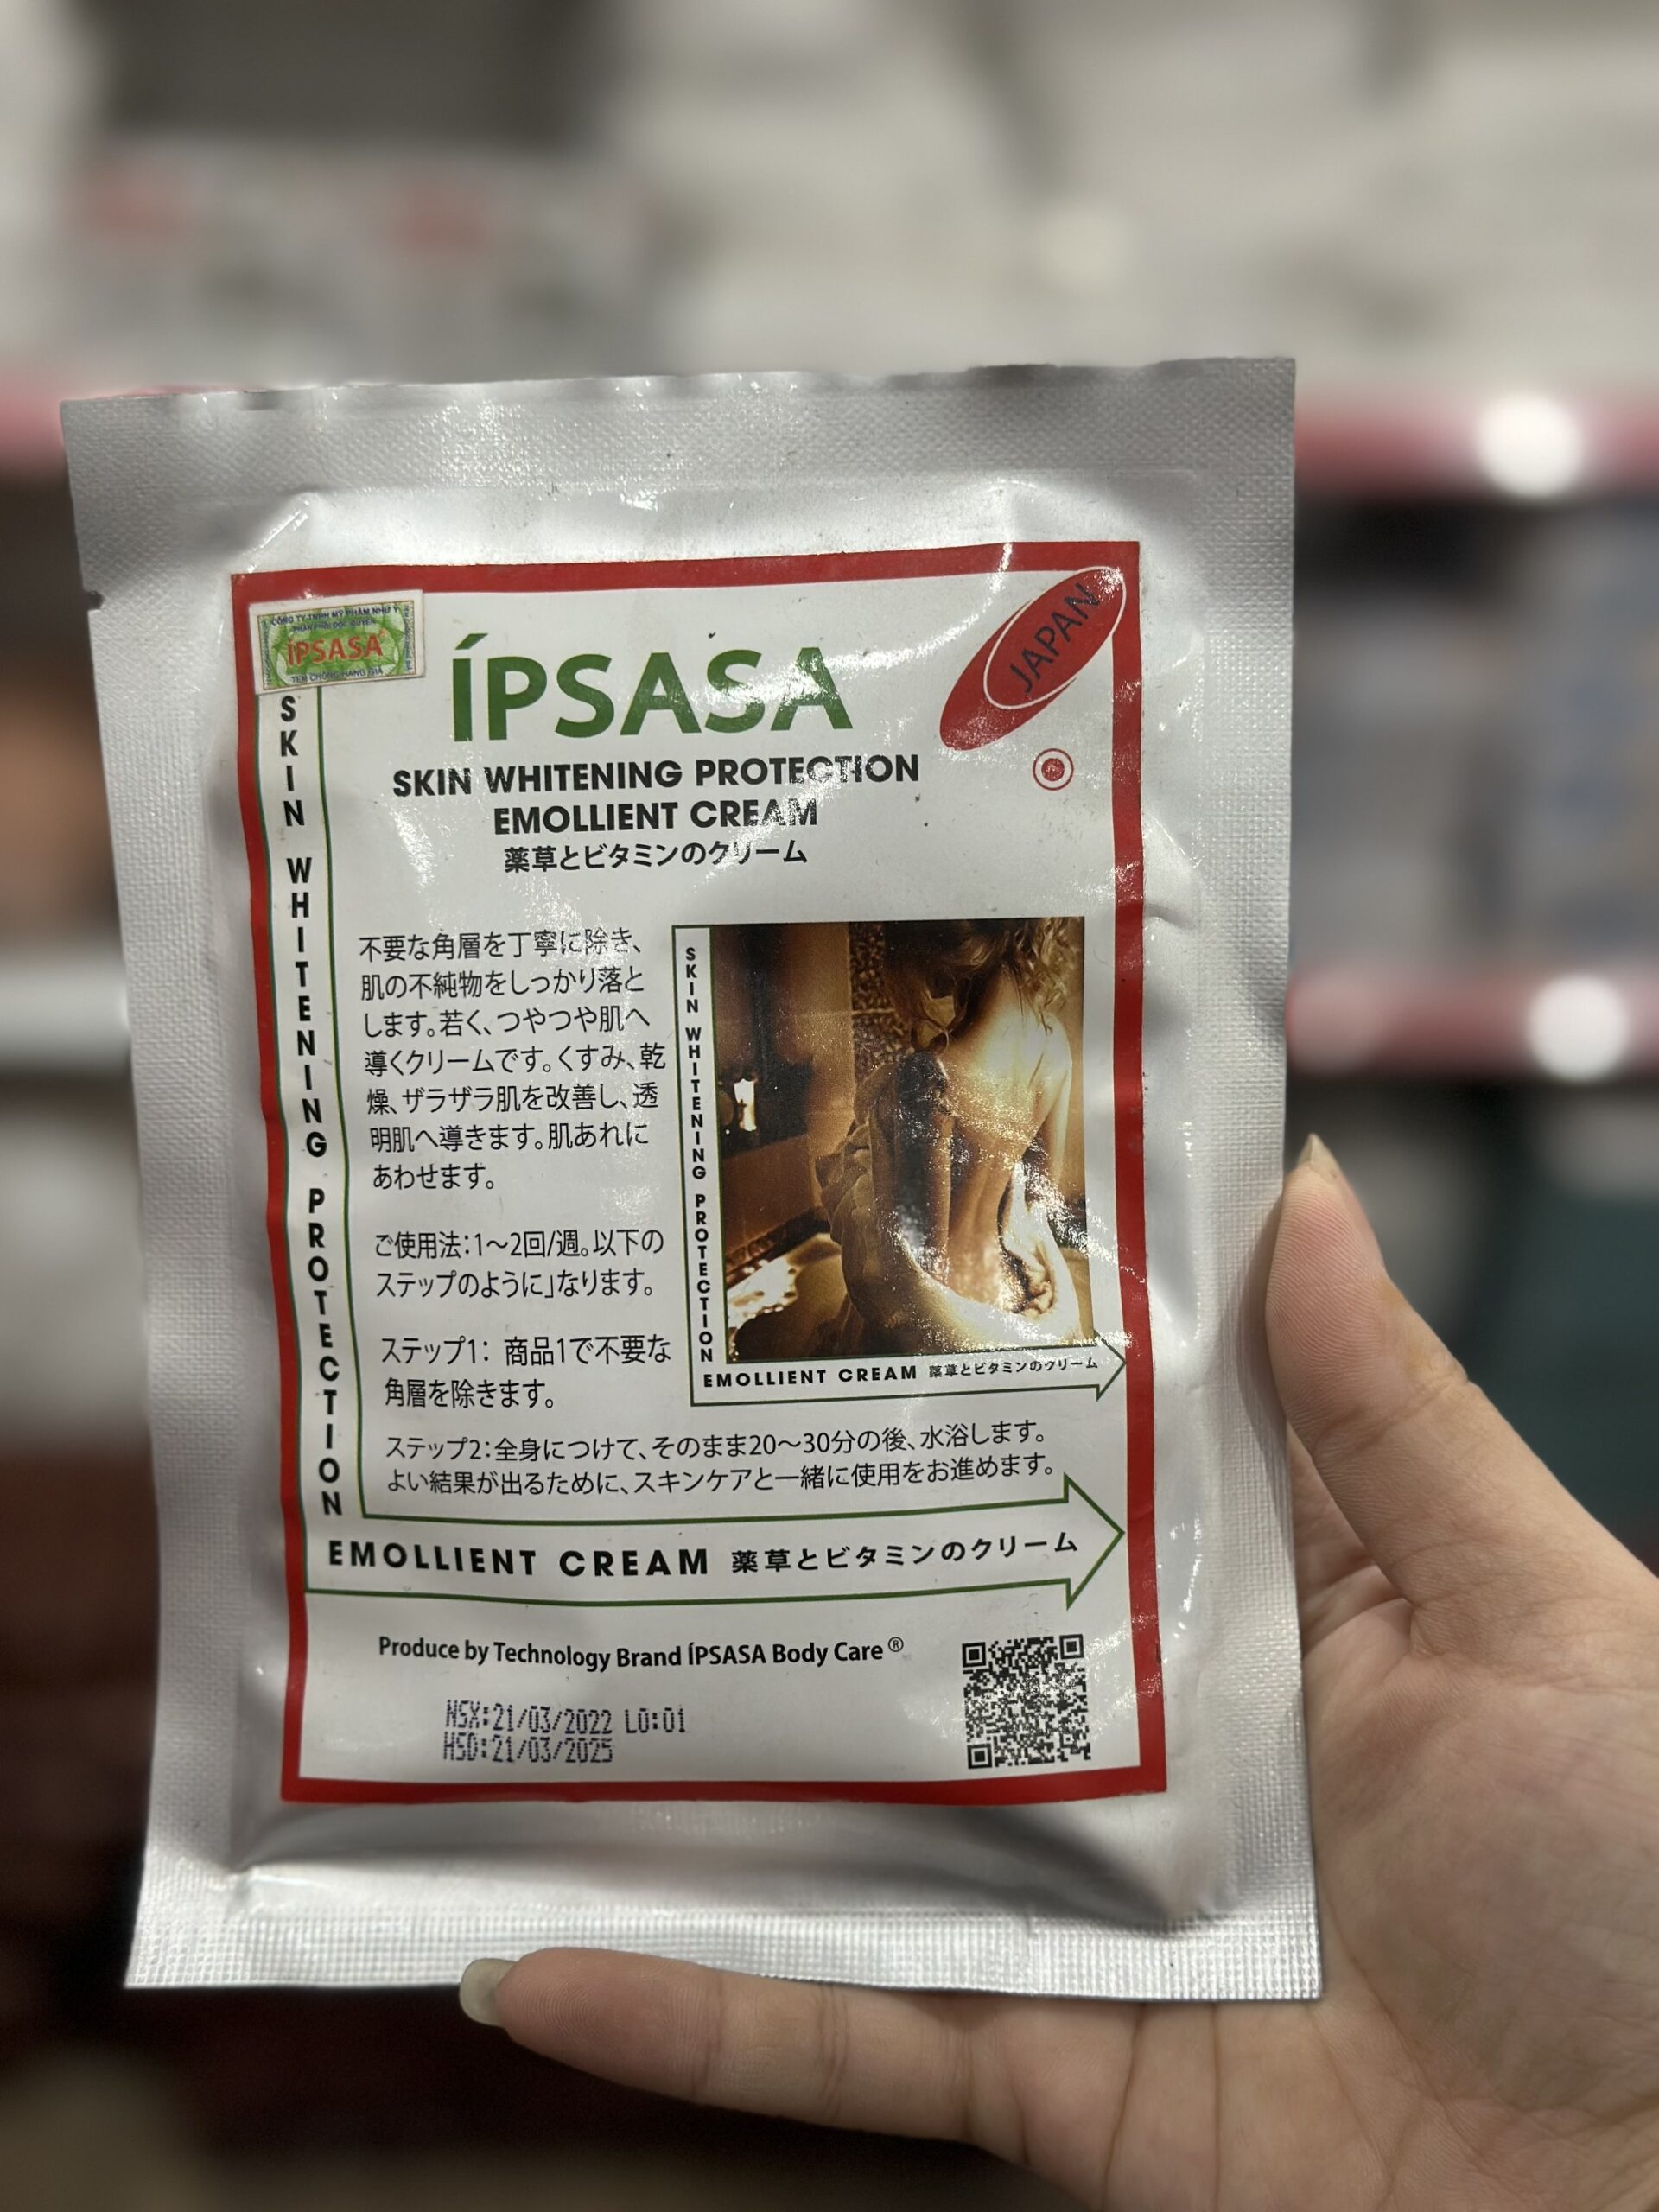 CÔNG TY TNHH MỸ PHẨM NHƯ Ý
PHÂN PHỐI ĐỘC QUYỀN
ÍPSASA
TEM CHỐNG HÀNG GIẢ
JAPAN
ÍPSASA
SKIN WHITENING PROTECTION
EMOLLIENT CREAM
薬草とビタミンのクリーム
SKIN WHITENING PROTECTION
不要な角層を丁寧に除き、
肌の不純物をしっかり落と
します。若く、つやつや肌へ
導くクリームです。くすみ、乾
燥、ザラザラ肌を改善し、透
明肌へ導きます。肌あれに
あわせます。
ご使用法:1〜2回/週。以下の
ステップのように」なります。
ステップ1: 商品1で不要な
角層を除きます。
SKIN WHITENING PROTECTION
EMOLLIENT CREAM 薬草とビタミンのクリーム
ステップ2:全身につけて、そのまま20〜30分の後、水浴します。
よい結果が出るために、スキンケアと一緒に使用をお進めます。
EMOLLIENT CREAM 薬草とビタミンのクリーム
Produce by Technology Brand ÍPSASA Body Care ®
NSX:21/03/2022 LO:01
HSD:21/03/2025